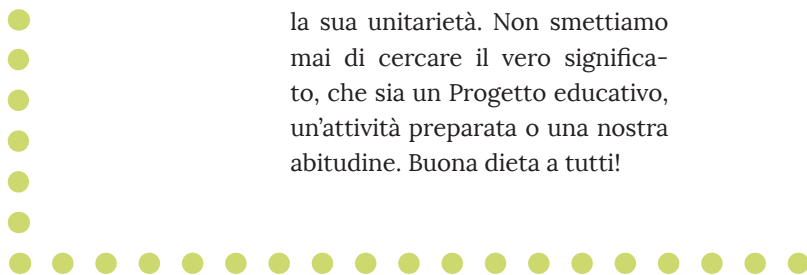 la sua unitarietà. Non smettiamo
mai di cercare il vero significa-
to, che sia un Progetto educativo,
un’attività preparata o una nostra
abitudine. Buona dieta a tutti!